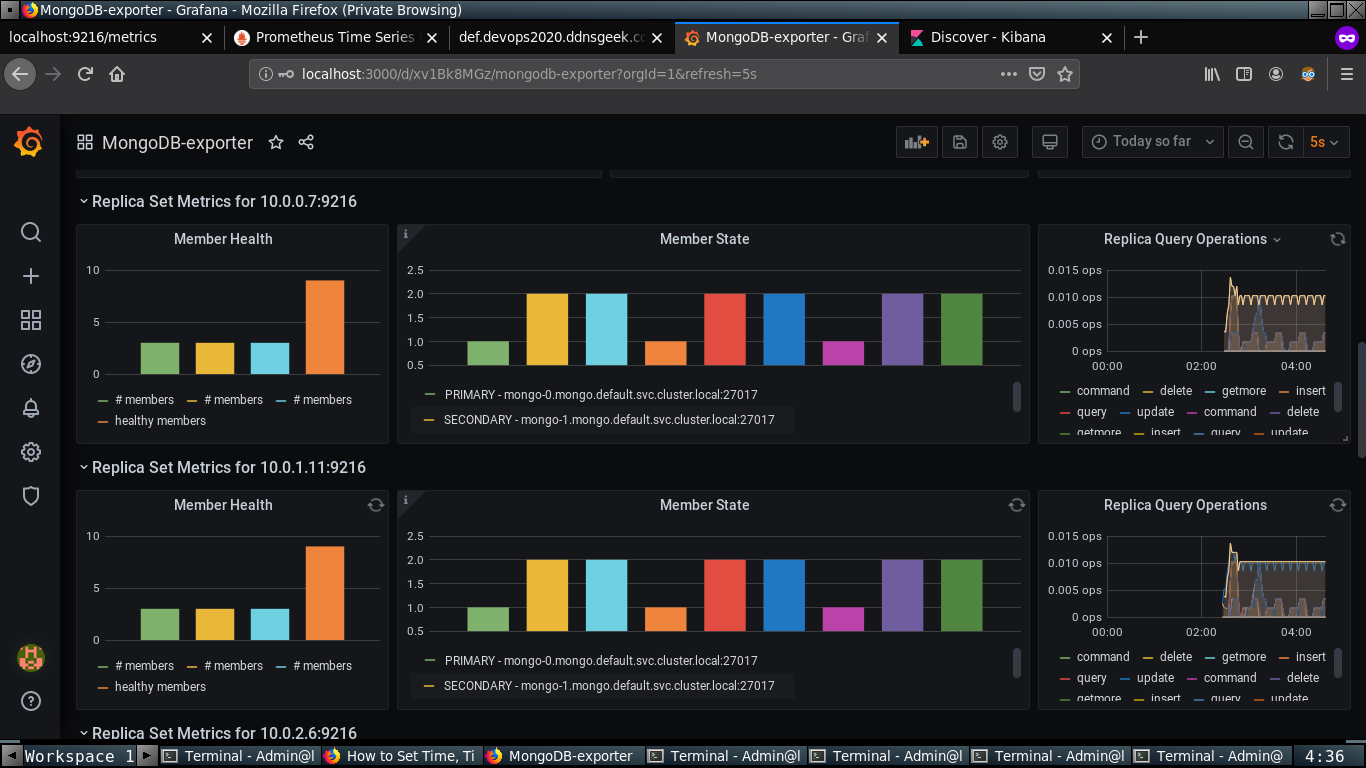 MongoDB-exporter - Grafana - Mozilla Firefox (Private Browsing)
localhost:9216/metrics
Prometheus Time Series
def.devops2020.ddnsgeek.co
MongoDB-exporter - Graf
Discover - Kibana
localhost:3000/d/xv1Bk8MGz/mongodb-exporter?orgId=1&refresh=5s
MongoDB-exporter
Today so far
5s
Replica Set Metrics for 10.0.0.7:9216
Member Health
10
5
0
# members # members # members
healthy members
i
Member State
2.5
2.0
1.5
1.0
0.5
PRIMARY - mongo-0.mongo.default.svc.cluster.local:27017
SECONDARY - mongo-1.mongo.default.svc.cluster.local:27017
Replica Query Operations
0.015 ops
0.010 ops
0.005 ops
0 ops
00:00 02:00 04:00
command delete getmore insert
query update command delete
getmore insert query update
Replica Set Metrics for 10.0.1.11:9216
Member Health
10
5
0
# members # members # members
healthy members
i
Member State
2.5
2.0
1.5
1.0
0.5
PRIMARY - mongo-0.mongo.default.svc.cluster.local:27017
SECONDARY - mongo-1.mongo.default.svc.cluster.local:27017
Replica Query Operations
0.015 ops
0.010 ops
0.005 ops
0 ops
00:00 02:00 04:00
command delete getmore insert
query update command delete
getmore insert query update
Replica Set Metrics for 10.0.2.6:9216
Workspace 1
Terminal - Admin@l
How to Set Time, Ti
MongoDB-exporter
Terminal - Admin@l
Terminal - Admin@l
Terminal - Admin@l
Terminal - Admin@
4:36